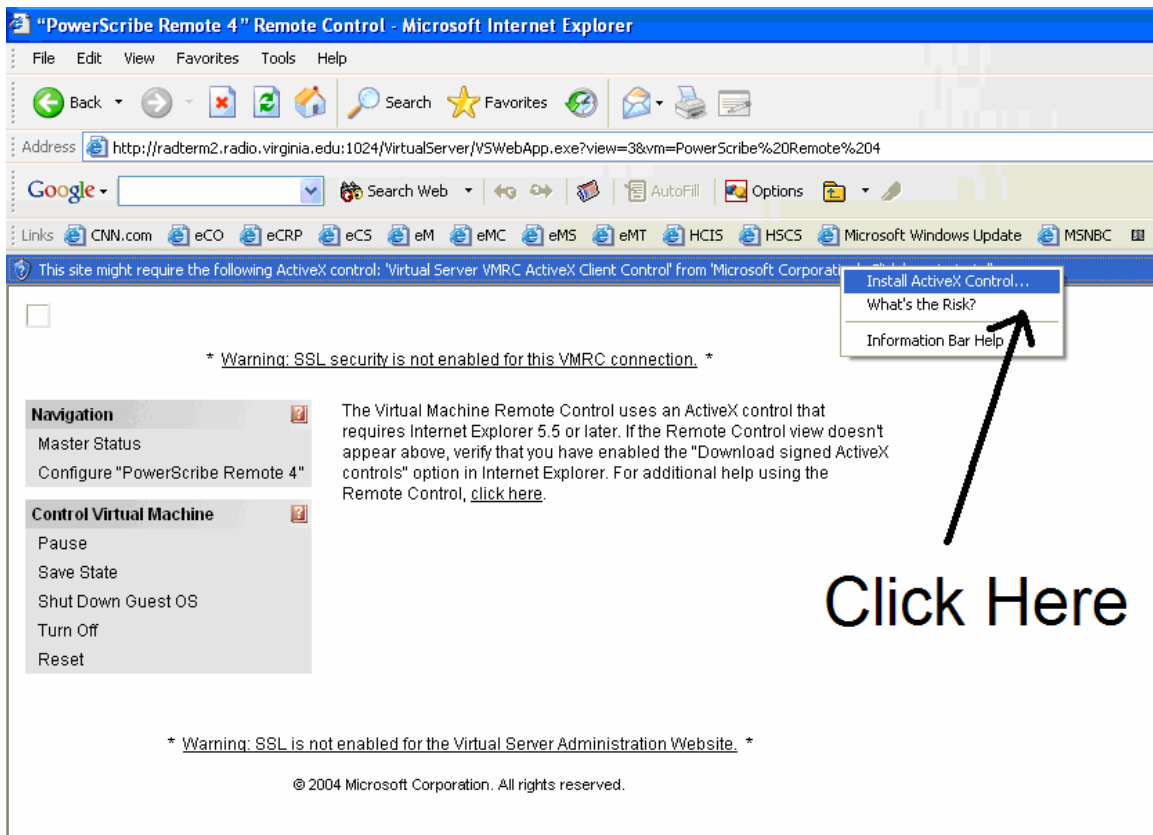 "PowerScribe Remote 4" Remote Control - Microsoft Internet Explorer
File Edit View Favorites Tools Help
Back Search Favorites
Address http://radterm2.radio.virginia.edu:1024/VirtualServer/VSWebApp.exe?view=3&vm=PowerScribe%20Remote%204
Google Search Web AutoFill Options
Links CNN.com eCO eCRP eCS eM eMC eMS eMT HCIS HSCS Microsoft Windows Update MSNBC
This site might require the following ActiveX control: 'Virtual Server VMRC ActiveX Client Control' from 'Microsoft
Install ActiveX Control...
What's the Risk?
Information Bar Help
* Warning: SSL security is not enabled for this VMRC connection. *
Navigation
Master Status
Configure "PowerScribe Remote 4"
Control Virtual Machine
Pause
Save State
Shut Down Guest OS
Turn Off
Reset
The Virtual Machine Remote Control uses an ActiveX control that
requires Internet Explorer 5.5 or later. If the Remote Control view doesn't
appear above, verify that you have enabled the "Download signed ActiveX
controls" option in Internet Explorer. For additional help using the
Remote Control, click here.
Click Here
* Warning: SSL is not enabled for the Virtual Server Administration Website. *
© 2004 Microsoft Corporation. All rights reserved.